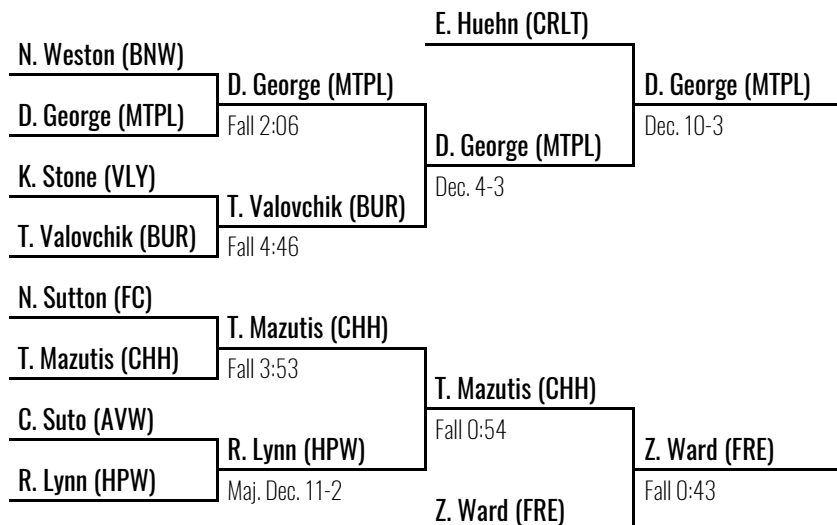 N. Weston (BNW)
D. George (MTPL)
K. Stone (VLY)
T. Valovchik (BUR)
N. Sutton (FC)
T. Mazutis (CHH)
C. Suto (AVW)
R. Lynn (HPW)
D. George (MTPL)
Fall 2:06
T. Valovchik (BUR)
Fall 4:46
T. Mazutis (CHH)
Fall 3:53
R. Lynn (HPW)
Maj. Dec. 11-2
E. Huehn (CRLT)
D. George (MTPL)
Dec. 4-3
T. Mazutis (CHH)
Fall 0:54
Z. Ward (FRE)
D. George (MTPL)
Dec. 10-3
Z. Ward (FRE)
Fall 0:43